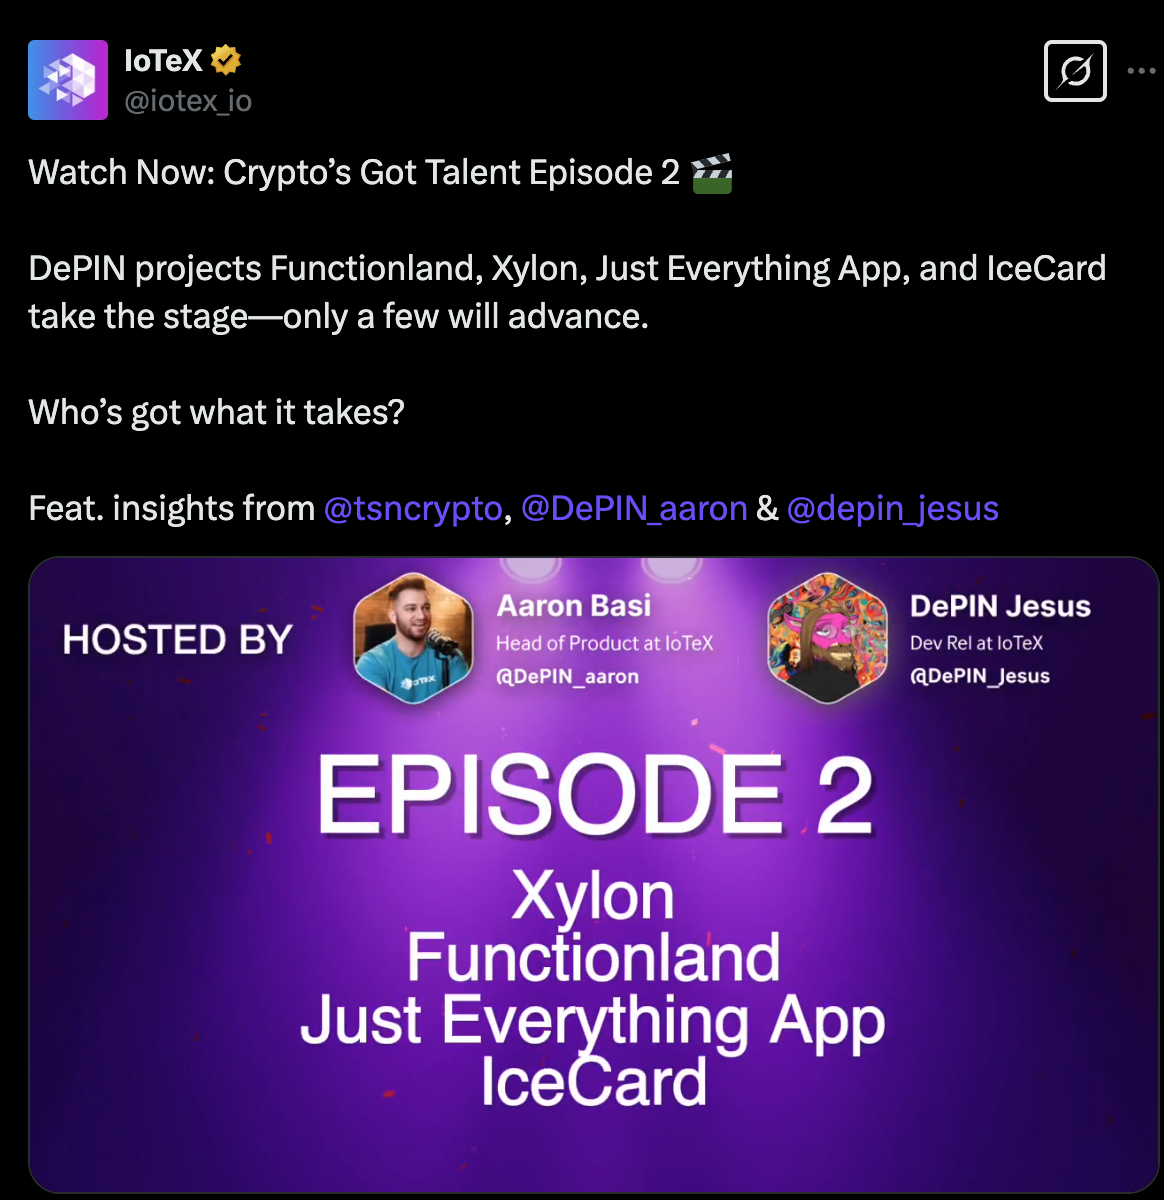 IoTeX
@iotex_io
Watch Now: Crypto’s Got Talent Episode 2
DePIN projects Functionland, Xylon, Just Everything App, and IceCard
take the stage—only a few will advance.
Who’s got what it takes?
Feat. insights from @tsncrypto, @DePIN_aaron & @depin_jesus
HOSTED BY
Aaron Basi
Head of Product at IoTeX
@DePIN_aaron
DePIN Jesus
Dev Rel at IoTeX
@DePIN_Jesus
IOTEX
EPISODE 2
Xylon
Functionland
Just Everything App
IceCard